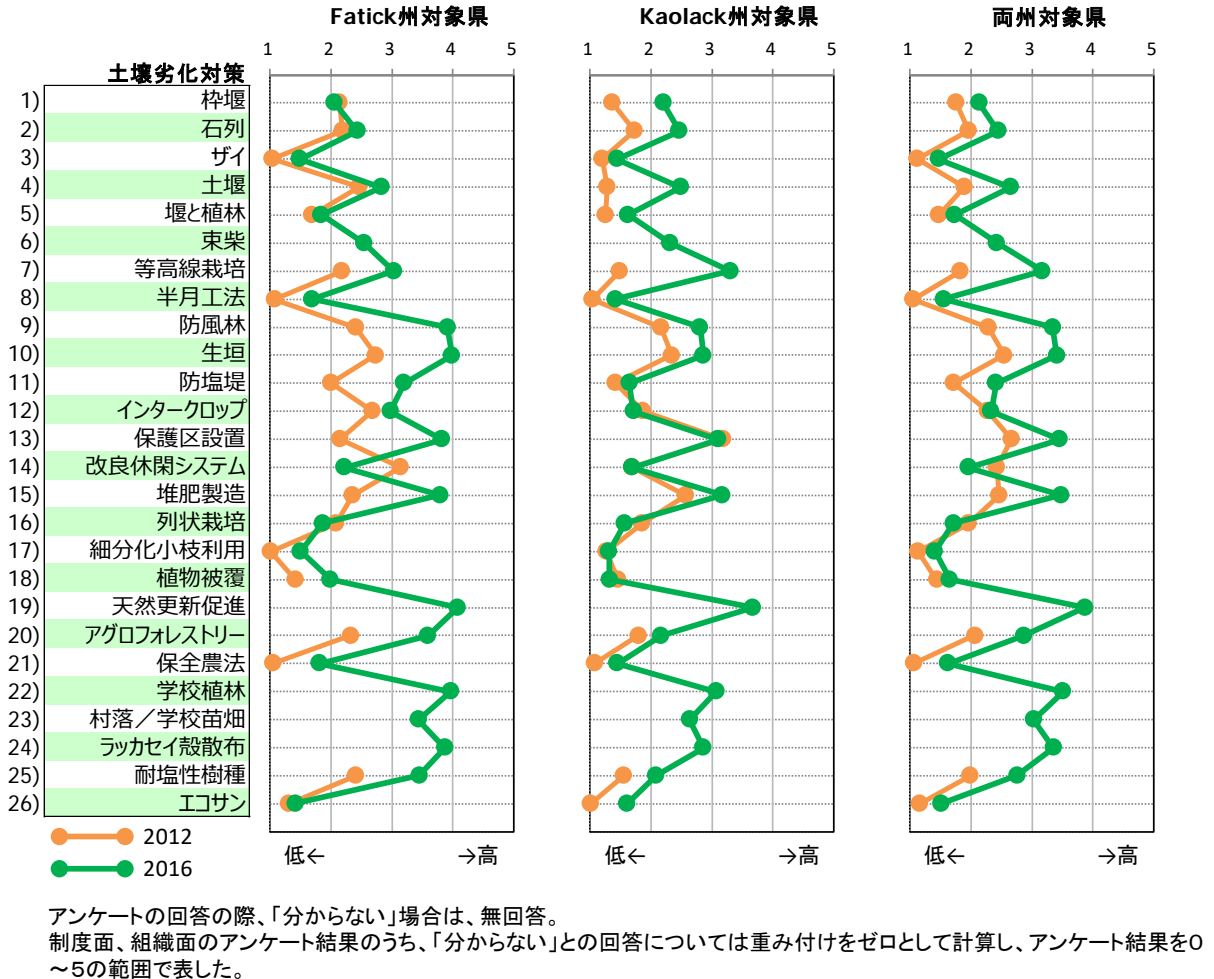 Fatick州対象県 Kaolack州対象県 両州対象県
1 2 3 4 5 1 2 3 4 5 1 2 3 4 5
土壌劣化対策
1) 枠堰
2) 石列
3) ザイ
4) 土堰
5) 堰と植林
6) 束柴
7) 等高線栽培
8) 半月工法
9) 防風林
10) 生垣
11) 防塩堤
12) インタークロップ
13) 保護区設置
14) 改良休閑システム
15) 堆肥製造
16) 列状栽培
17) 細分化小枝利用
18) 植物被覆
19) 天然更新促進
20) アグロフォレストリー
21) 保全農法
22) 学校植林
23) 村落／学校苗畑
24) ラッカセイ殻散布
25) 耐塩性樹種
26) エコサン
2012
2016
低← →高 低← →高 低← →高
アンケートの回答の際、「分からない」場合は、無回答。
制度面、組織面のアンケート結果のうち、「分からない」との回答については重み付けをゼロとして計算し、アンケート結果を0
～5の範囲で表した。